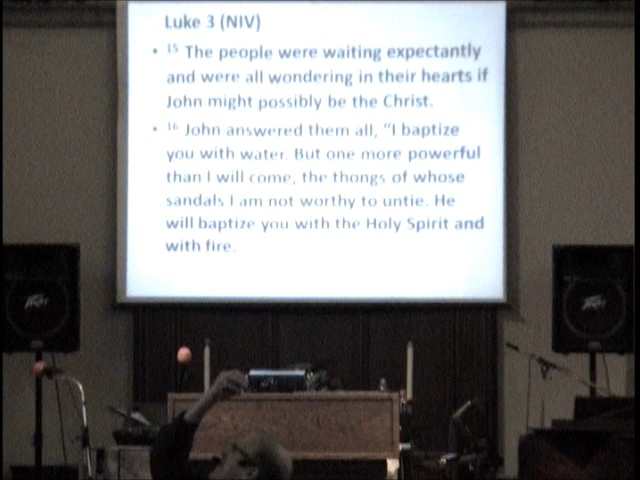 Luke 3 (NIV)
• 15 The people were waiting expectantly
and were all wondering in their hearts if
John might possibly be the Christ.
• 16 John answered them all, "I baptize
you with water. But one more powerful
than I will come, the thongs of whose
sandals I am not worthy to untie. He
will baptize you with the Holy Spirit and
with fire.
PEAVEY
PEAVEY